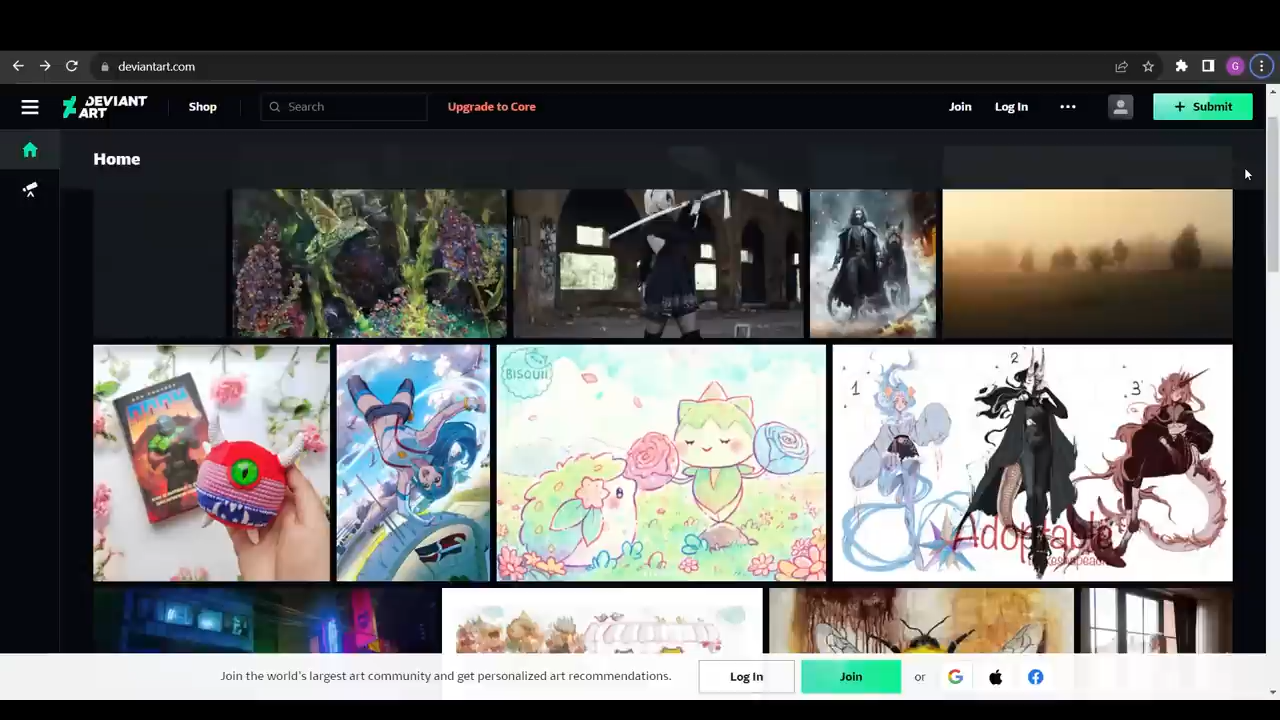 deviantart.com
G
DEVIANT
ART
Shop
Search
Upgrade to Core
Join
Log In
Submit
Home
BISQUII
1
2
3
Adoptable
Join the world's largest art community and get personalized art recommendations.
Log In
Join
or